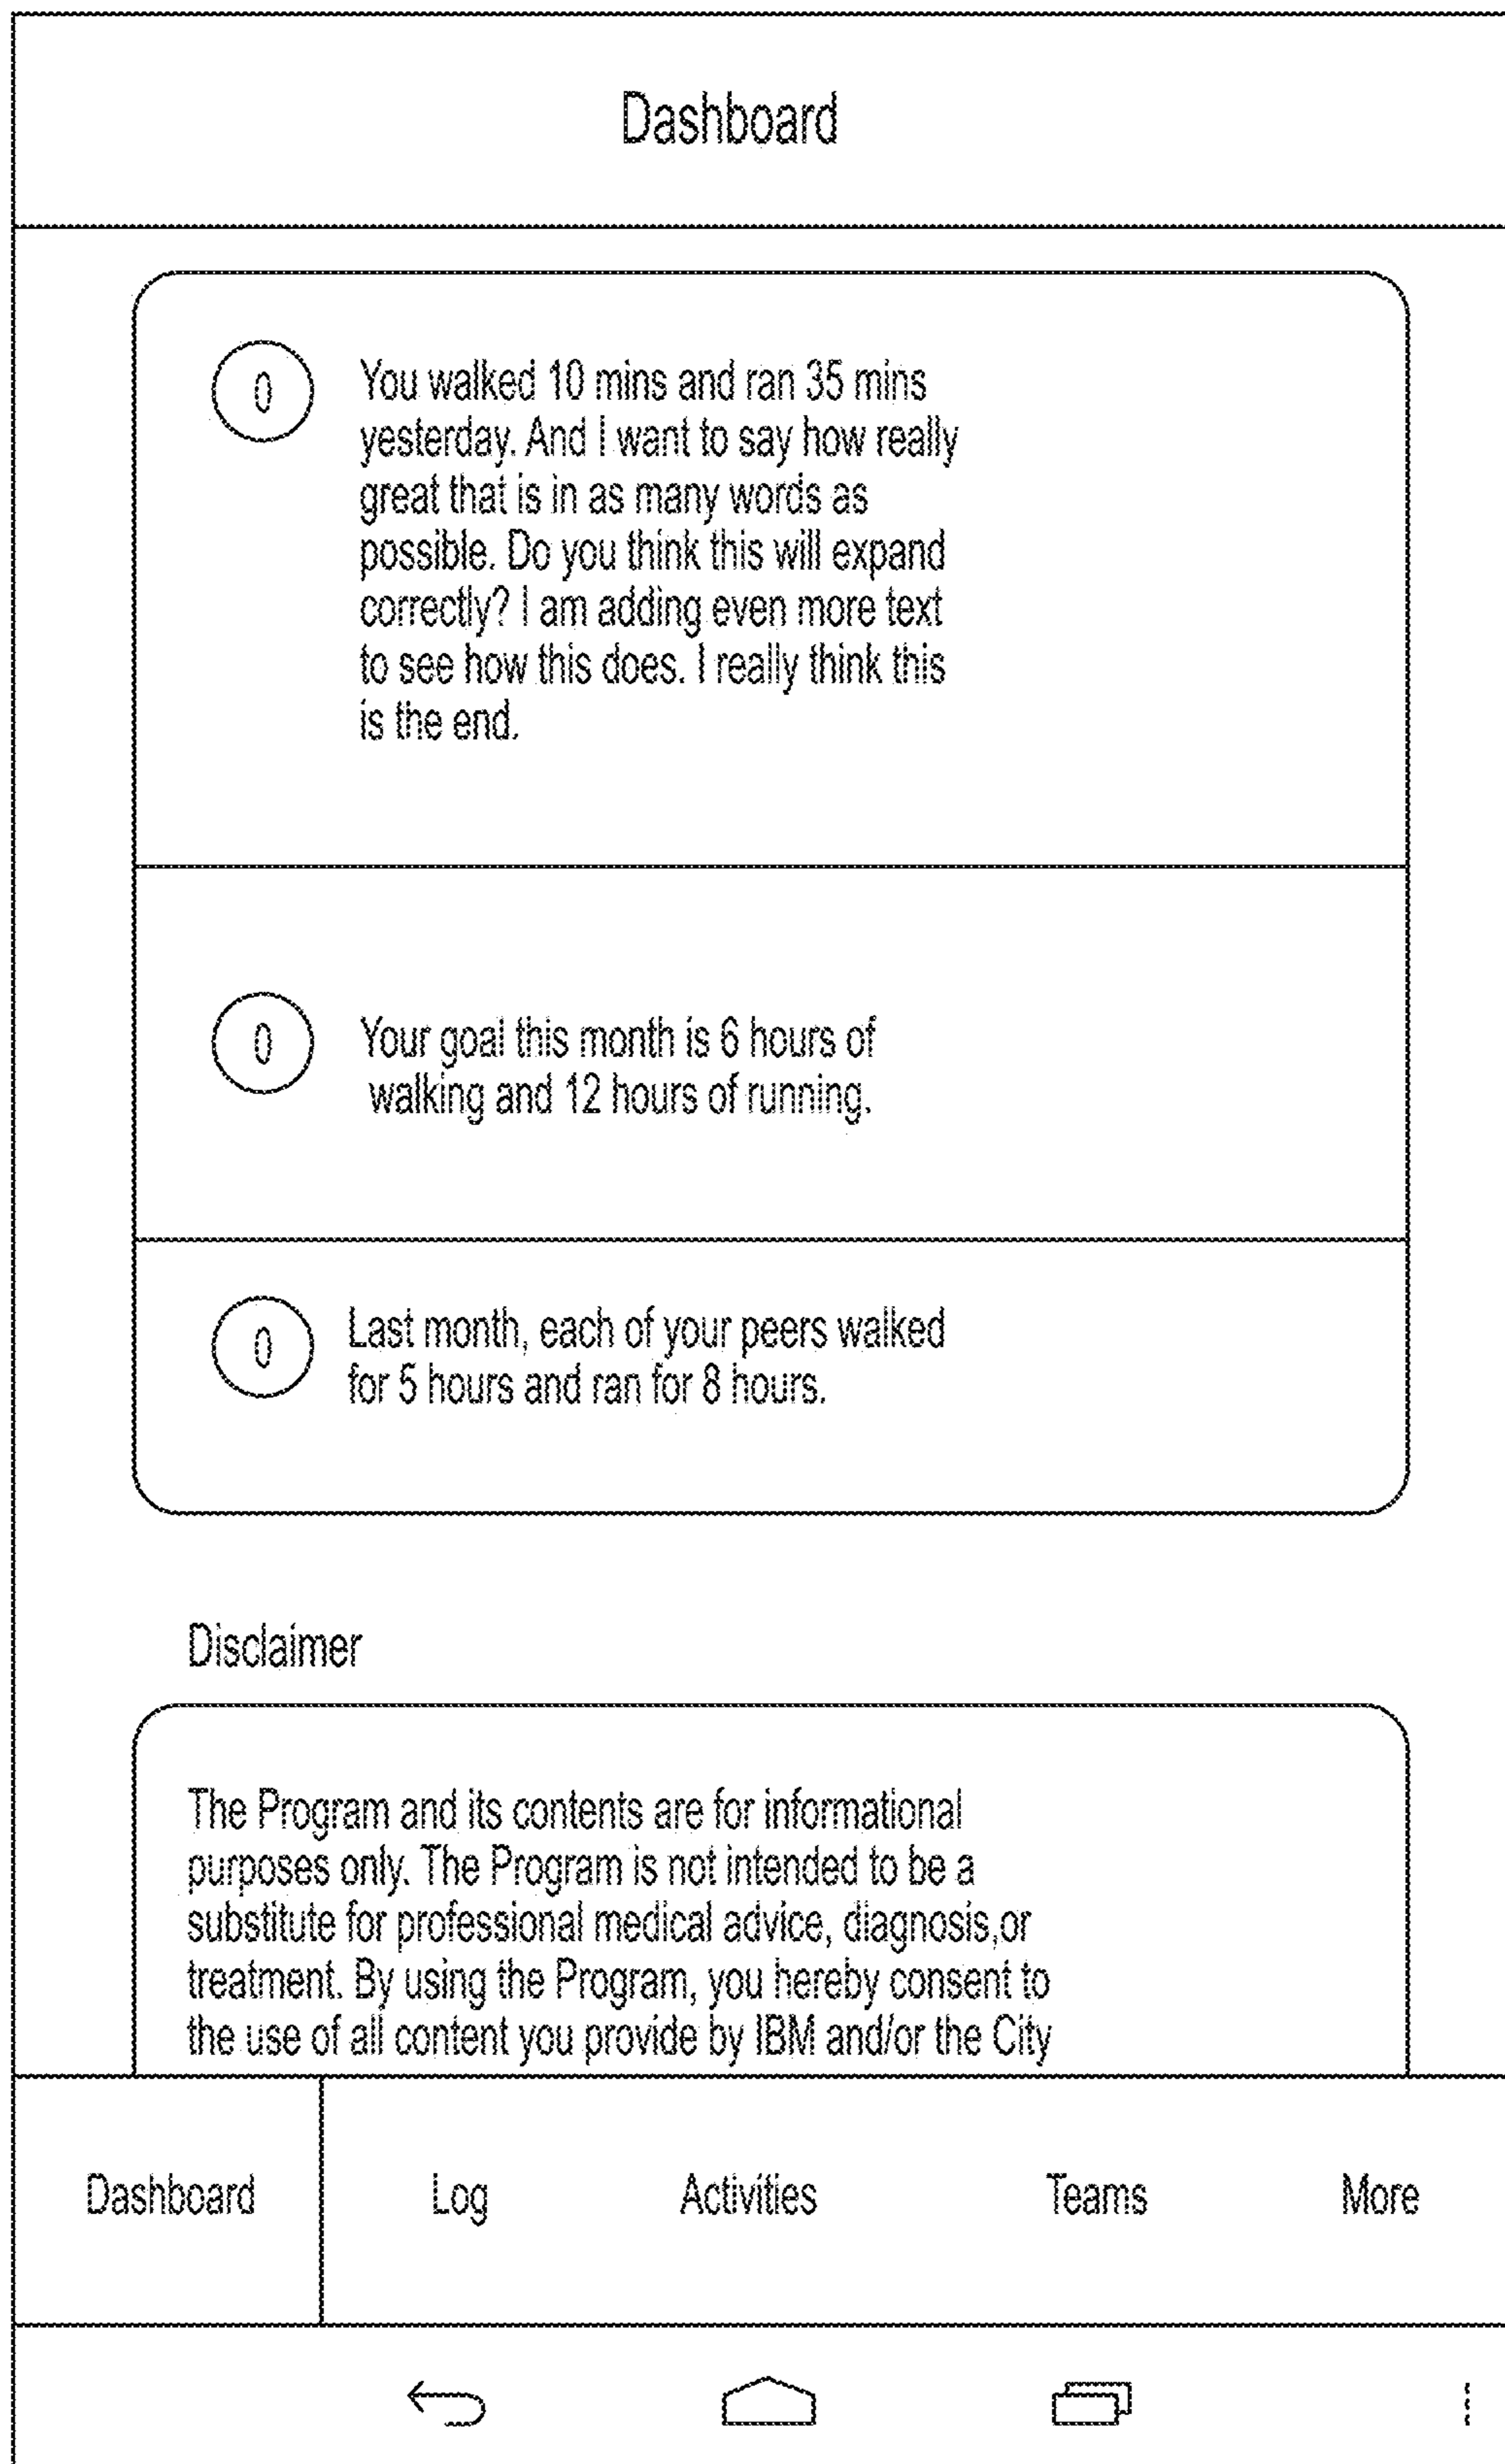 Dashboard
0
You walked 10 mins and ran 35 mins
yesterday. And I want to say how really
great that is in as many words as
possible. Do you think this will expand
correctly? I am adding even more text
to see how this does. I really think this
is the end.
0
Your goal this month is 6 hours of
walking and 12 hours of running.
0
Last month, each of your peers walked
for 5 hours and ran for 8 hours.
Disclaimer
The Program and its contents are for informational
purposes only. The Program is not intended to be a
substitute for professional medical advice, diagnosis,or
treatment. By using the Program, you hereby consent to
the use of all content you provide by IBM and/or the City
Dashboard Log Activities Teams More